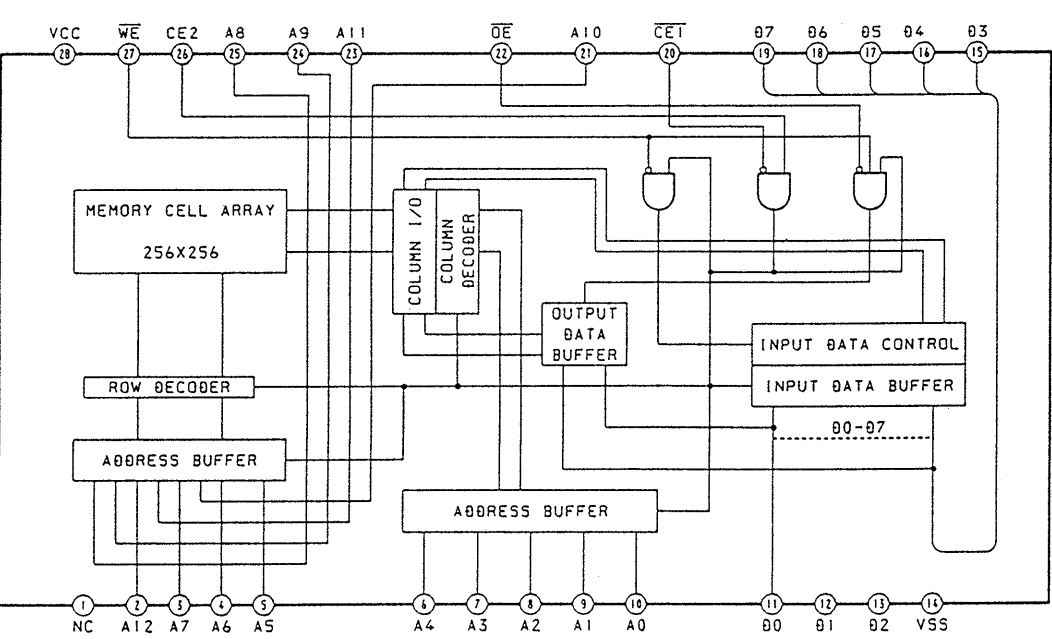 VCC WE CE2 A8 A9 A11 OE A10 CE1 D7 D6 D5 D4 D3
28 27 26 25 24 23 22 21 20 19 18 17 16 15
MEMORY CELL ARRAY
256X256
COLUMN I/O
COLUMN
DECODER
OUTPUT
DATA
BUFFER
INPUT DATA CONTROL
INPUT DATA BUFFER
ROW DECODER
D0-D7
ADDRESS BUFFER
ADDRESS BUFFER
1 2 3 4 5 6 7 8 9 10 11 12 13 14
NC A12 A7 A6 A5 A4 A3 A2 A1 A0 D0 D1 D2 VSS